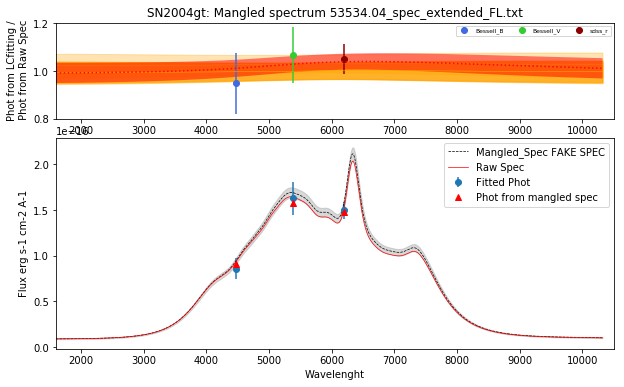 SN2004gt: Mangled spectrum 53534.04_spec_extended_FL.txt
Phot from LCfitting /
Phot from Raw Spec
1.2
1.0
0.8
Bessell_B Bessell_V sdss_r
2000 3000 4000 5000 6000 7000 8000 9000 10000
Flux erg s-1 cm-2 A-1
2.0
1.5
1.0
0.5
0.0
Mangled_Spec FAKE SPEC
Raw Spec
Fitted Phot
Phot from mangled spec
2000 3000 4000 5000 6000 7000 8000 9000 10000
Wavelenght